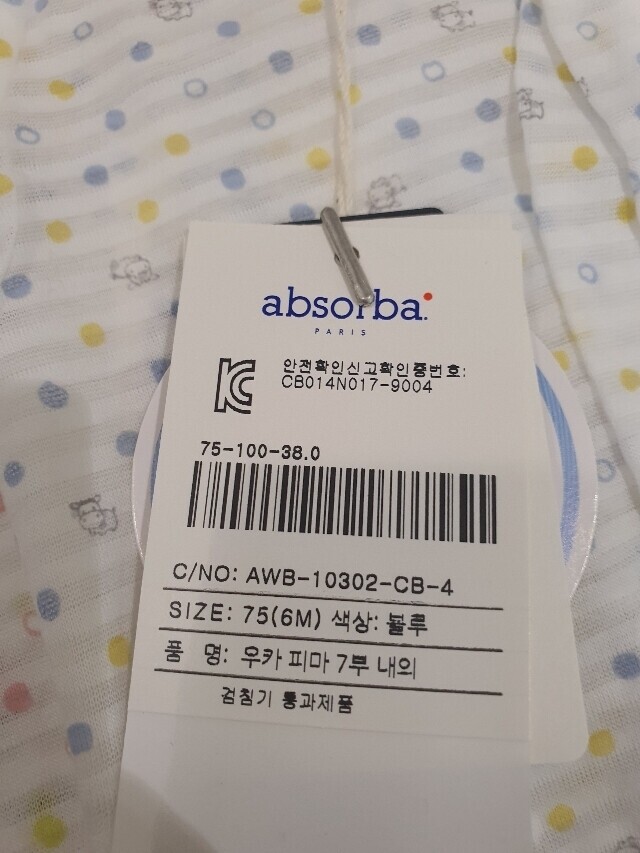 absorba
PARIS
안전확인신고확인증번호:
CB014N017-9004
75-100-38.0
C/NO: AWB-10302-CB-4
SIZE: 75(6M) 색상: 블루
품 명: 우카 피마 7부 내의
검침기 통과제품